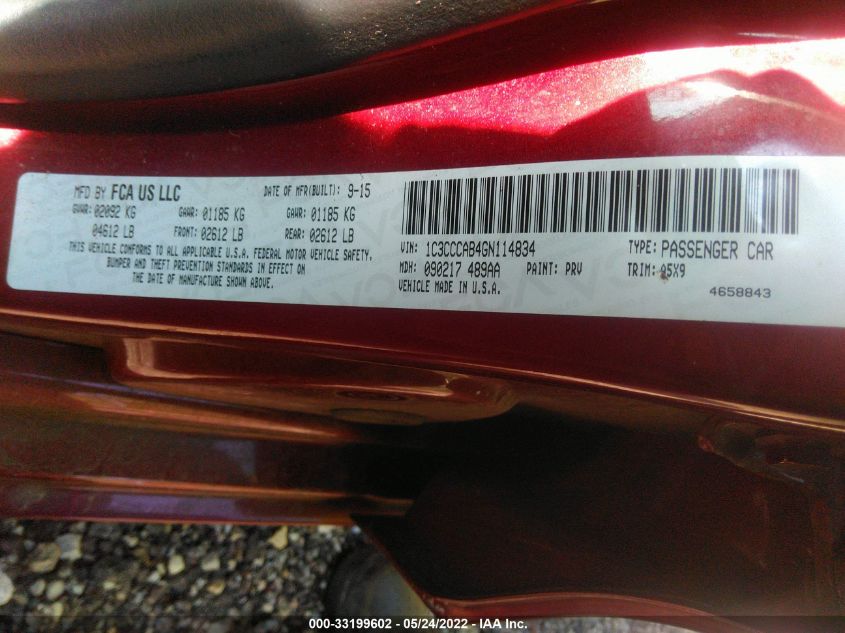 MFD BY FCA US LLC DATE OF MFR(BUILT): 9-15
GVWR: 02092 KG GAWR: 01185 KG GAWR: 01185 KG
04612 LB FRONT: 02612 LB REAR: 02612 LB
THIS VEHICLE CONFORMS TO ALL APPLICABLE U.S.A. FEDERAL MOTOR VEHICLE SAFETY,
BUMPER AND THEFT PREVENTION STANDARDS IN EFFECT ON
THE DATE OF MANUFACTURE SHOWN ABOVE.
VIN: 1C3CCCAB4GN114834 TYPE: PASSENGER CAR
MDH: 090217 489AA PAINT: PRV TRIM: A5X9
VEHICLE MADE IN U.S.A.
4658843
000-33199602 - 05/24/2022 - IAA Inc.